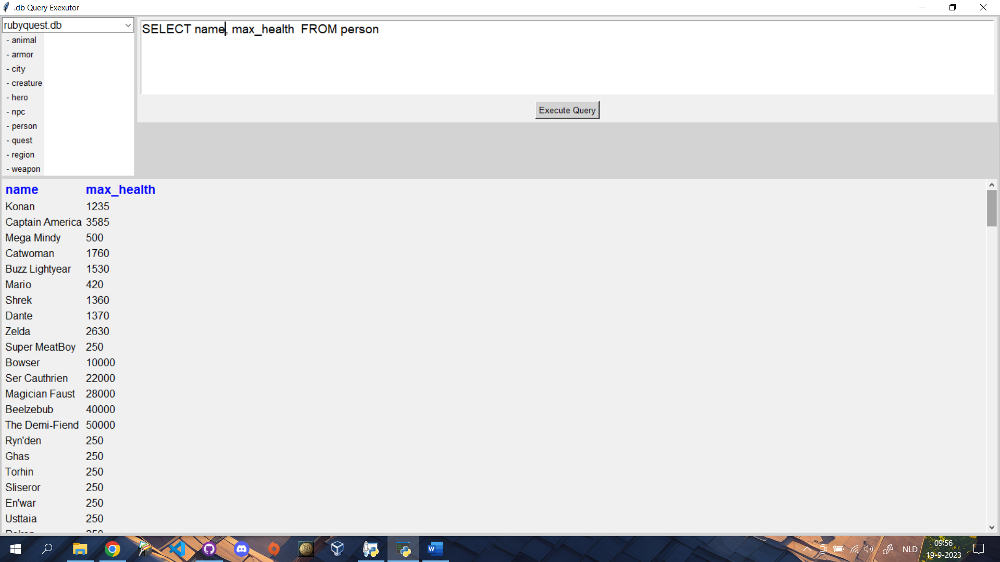 .db Query Exexutor
rubyquest.db
- animal
- armor
- city
- creature
- hero
- npc
- person
- quest
- region
- weapon
SELECT name, max_health  FROM person
Execute Query
name max_health
Konan 1235
Captain America 3585
Mega Mindy 500
Catwoman 1760
Buzz Lightyear 1530
Mario 420
Shrek 1360
Dante 1370
Zelda 2630
Super MeatBoy 250
Bowser 10000
Ser Cauthrien 22000
Magician Faust 28000
Beelzebub 40000
The Demi-Fiend 50000
Ryn'den 250
Ghas 250
Torhin 250
Sliseror 250
En'war 250
Usttaia 250
250
NLD
09:56
19-9-2023